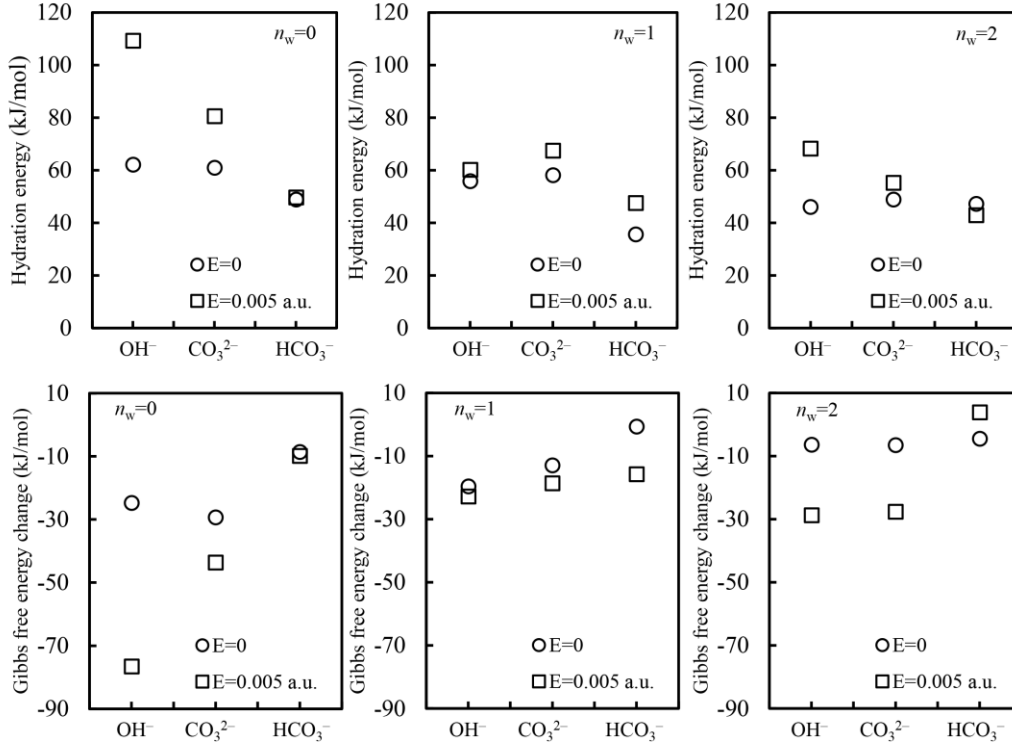 Hydration energy (kJ/mol)
120
100
80
60
40
20
0
n_w=0
○E=0
□E=0.005 a.u.
OH⁻ CO₃²⁻ HCO₃⁻
Hydration energy (kJ/mol)
120
100
80
60
40
20
0
n_w=1
○E=0
□E=0.005 a.u.
OH⁻ CO₃²⁻ HCO₃⁻
Hydration energy (kJ/mol)
120
100
80
60
40
20
0
n_w=2
○E=0
□E=0.005 a.u.
OH⁻ CO₃²⁻ HCO₃⁻
Gibbs free energy change (kJ/mol)
10
-10
-30
-50
-70
-90
n_w=0
○E=0
□E=0.005 a.u.
OH⁻ CO₃²⁻ HCO₃⁻
Gibbs free energy change (kJ/mol)
10
-10
-30
-50
-70
-90
n_w=1
○E=0
□E=0.005 a.u.
OH⁻ CO₃²⁻ HCO₃⁻
Gibbs free energy change (kJ/mol)
10
-10
-30
-50
-70
-90
n_w=2
○E=0
□E=0.005 a.u.
OH⁻ CO₃²⁻ HCO₃⁻